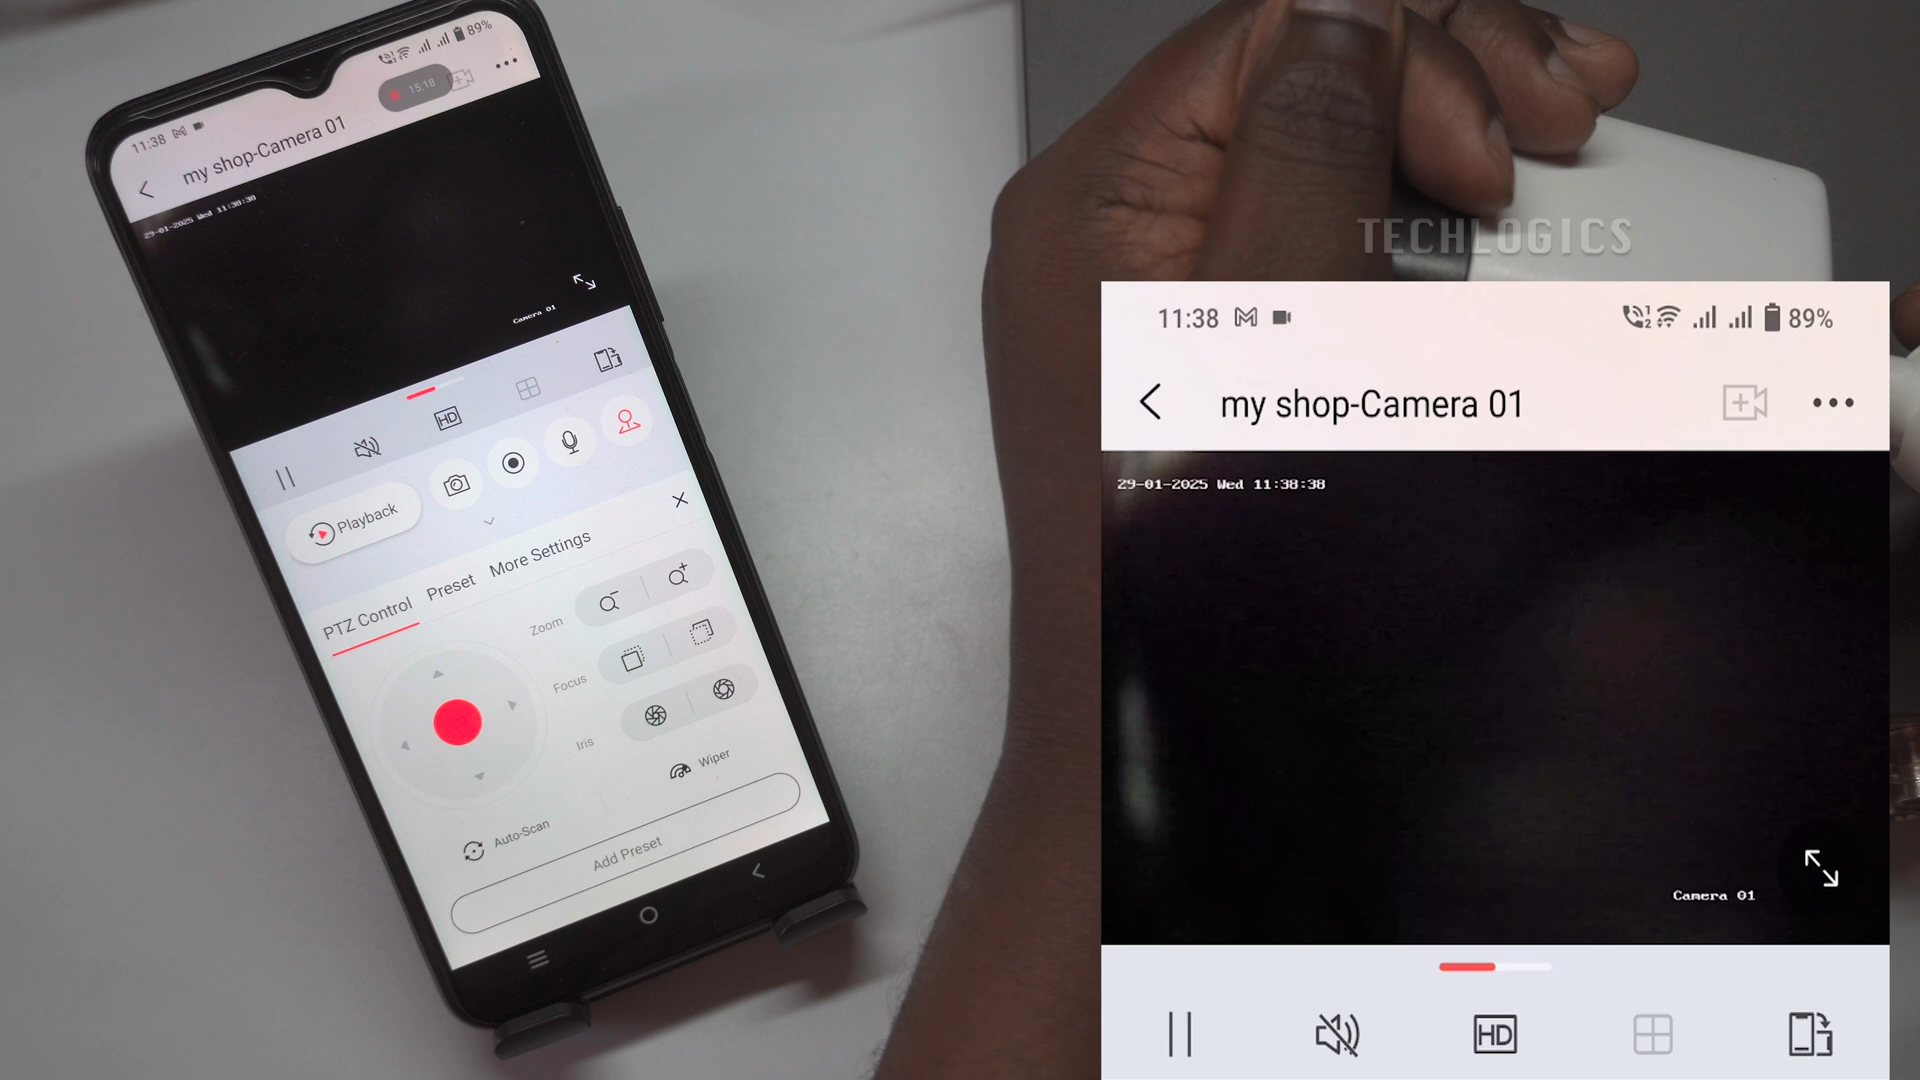 89%
15:18
11:38
my shop-Camera 01
29-01-2025 Wed 11:38:38
Camera 01
HD
Playback
PTZ Control Preset More Settings
Zoom
Focus
Iris
Wiper
Auto-Scan
Add Preset
TECHLOGICS
11:38
89%
my shop-Camera 01
29-01-2025 Wed 11:38:38
Camera 01
HD